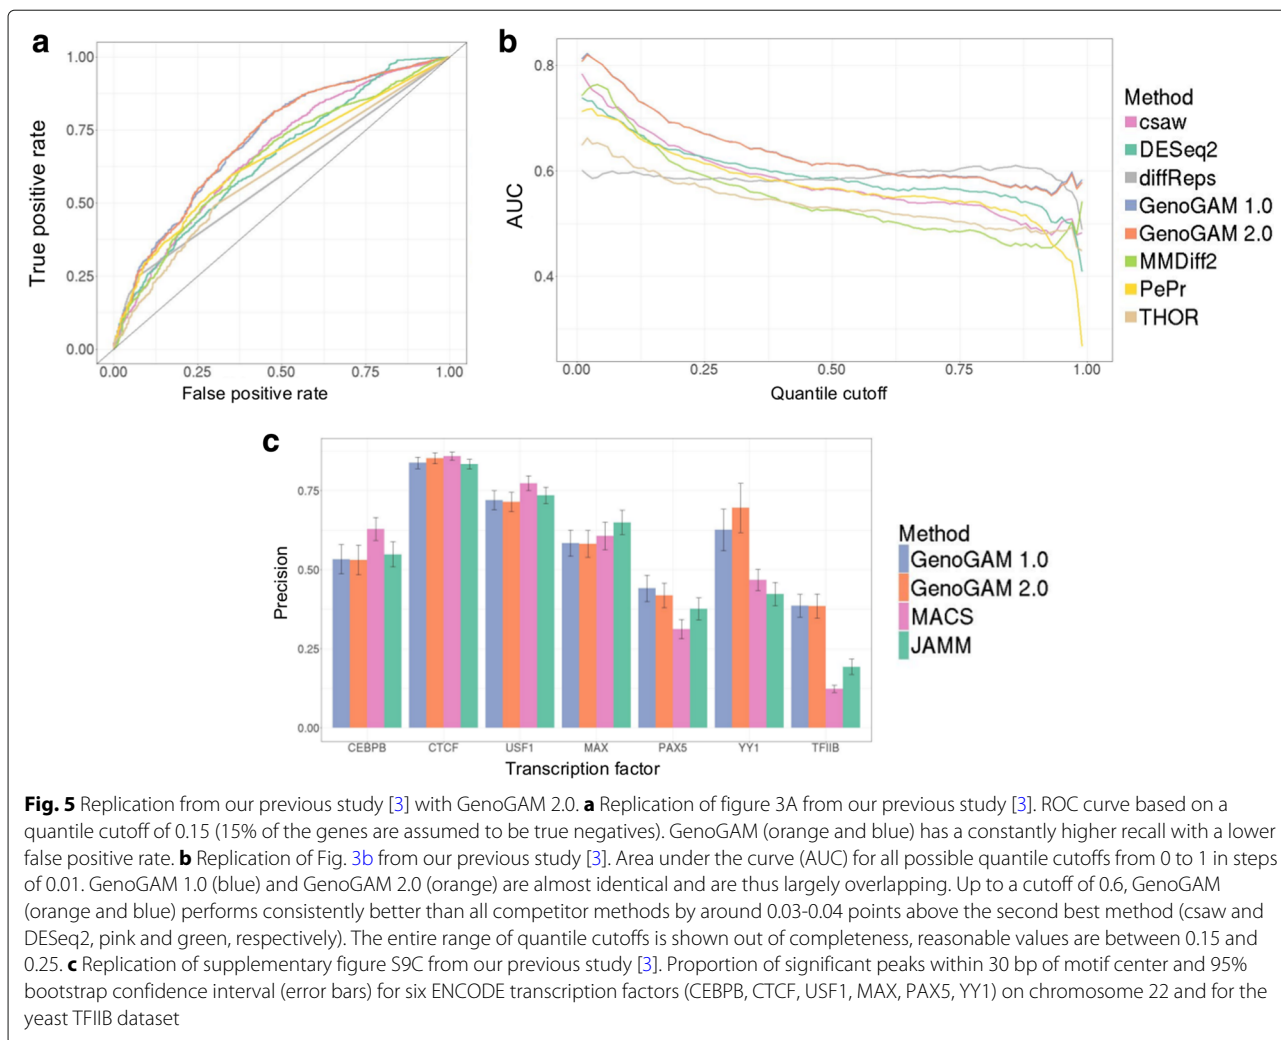 a
1.00
0.75
0.50
0.25
0.00
True positive rate
0.00 0.25 0.50 0.75 1.00
False positive rate
b
0.8
0.6
0.4
AUC
0.00 0.25 0.50 0.75 1.00
Quantile cutoff
Method
csaw
DESeq2
diffReps
GenoGAM 1.0
GenoGAM 2.0
MMDiff2
PePr
THOR
c
0.75
0.50
0.25
0.00
Precision
CEBPB CTCF USF1 MAX PAX5 YY1 TFIIB
Transcription factor
Method
GenoGAM 1.0
GenoGAM 2.0
MACS
JAMM
Fig. 5 Replication from our previous study [3] with GenoGAM 2.0. a Replication of figure 3A from our previous study [3]. ROC curve based on a
quantile cutoff of 0.15 (15% of the genes are assumed to be true negatives). GenoGAM (orange and blue) has a constantly higher recall with a lower
false positive rate. b Replication of Fig. 3b from our previous study [3]. Area under the curve (AUC) for all possible quantile cutoffs from 0 to 1 in steps
of 0.01. GenoGAM 1.0 (blue) and GenoGAM 2.0 (orange) are almost identical and are thus largely overlapping. Up to a cutoff of 0.6, GenoGAM
(orange and blue) performs consistently better than all competitor methods by around 0.03-0.04 points above the second best method (csaw and
DESeq2, pink and green, respectively). The entire range of quantile cutoffs is shown out of completeness, reasonable values are between 0.15 and
0.25. c Replication of supplementary figure S9C from our previous study [3]. Proportion of significant peaks within 30 bp of motif center and 95%
bootstrap confidence interval (error bars) for six ENCODE transcription factors (CEBPB, CTCF, USF1, MAX, PAX5, YY1) on chromosome 22 and for the
yeast TFIIB dataset